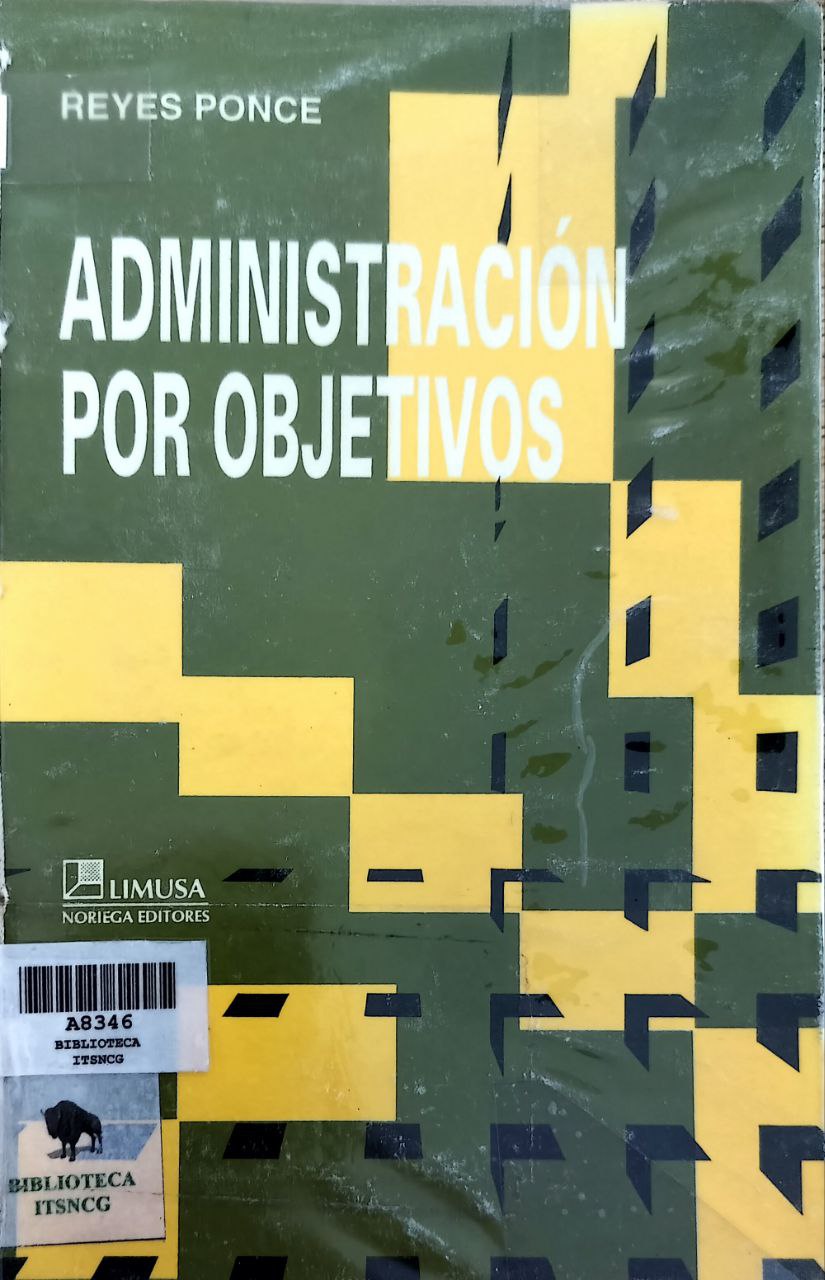 REYES PONCE
ADMINISTRACIÓN
POR OBJETIVOS
LIMUSA
NORIEGA EDITORES
A8346
BIBLIOTECA
ITSNCG
BIBLIOTECA
ITSNCG